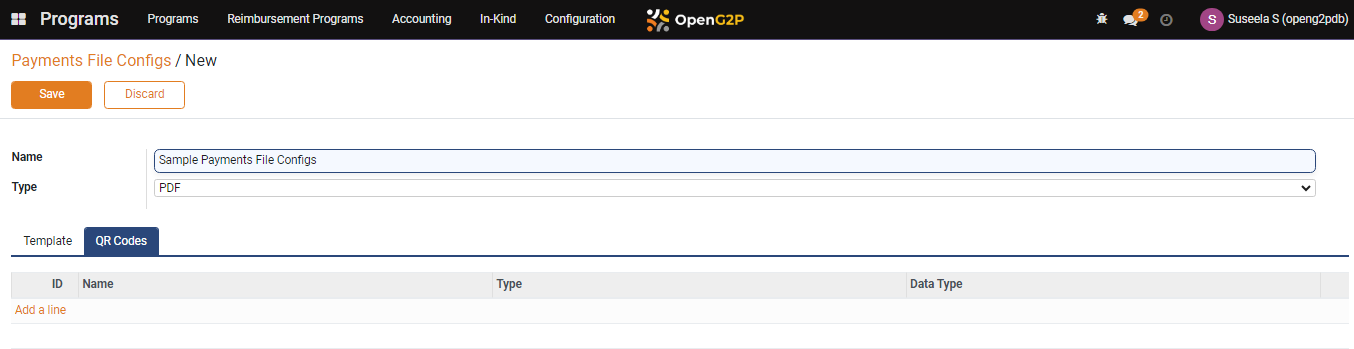 Programs Programs Reimbursement Programs Accounting In-Kind Configuration OpenG2P 2 S Suseela S (openg2pdb)
Payments File Configs / New
Save Discard
Name Sample Payments File Configs
Type PDF
Template QR Codes
ID Name Type Data Type
Add a line